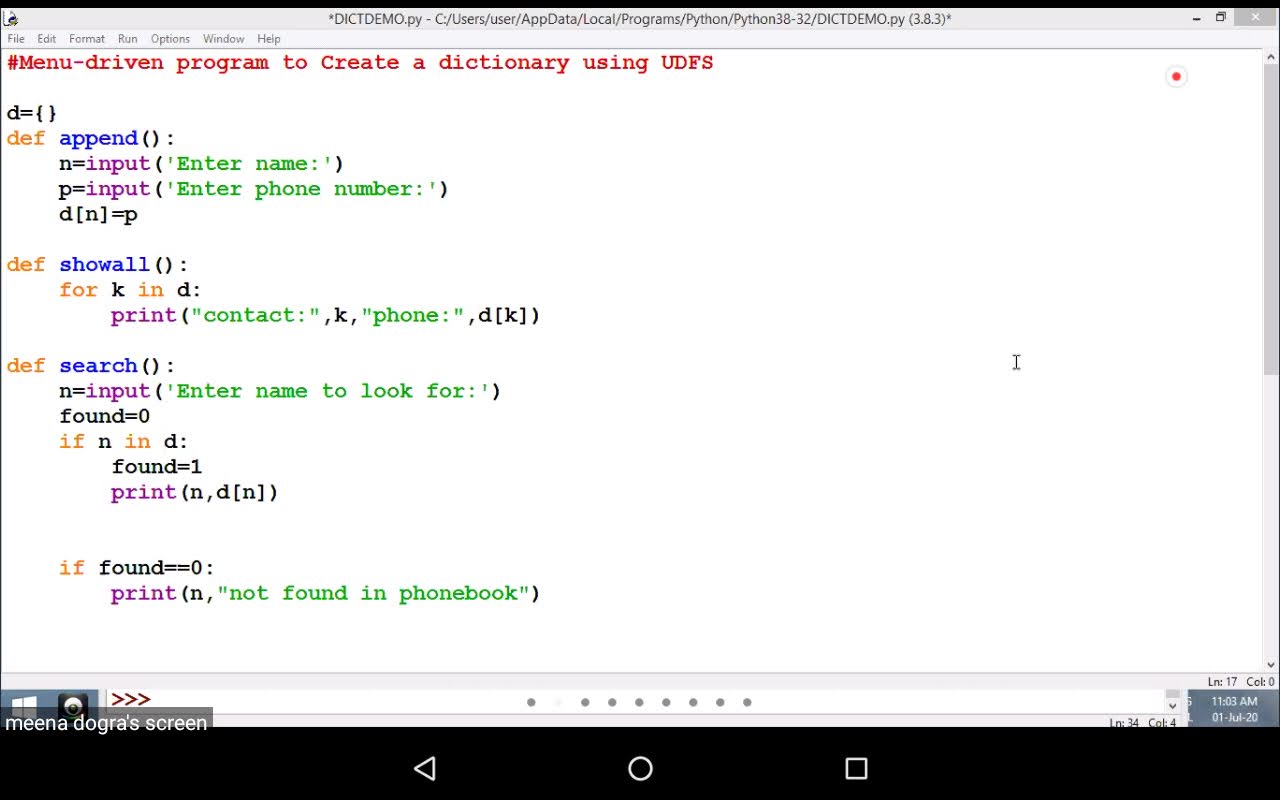 *DICTDEMO.py - C:/Users/user/AppData/Local/Programs/Python/Python38-32/DICTDEMO.py (3.8.3)*
File Edit Format Run Options Window Help
#Menu-driven program to Create a dictionary using UDFS
d={}
def append():
    n=input('Enter name:')
    p=input('Enter phone number:')
    d[n]=p
def showall():
    for k in d:
        print("contact:",k,"phone:",d[k])
def search():
    n=input('Enter name to look for:')
    found=0
    if n in d:
        found=1
        print(n,d[n])
    if found==0:
        print(n,"not found in phonebook")
Ln: 17 Col: 0
>>>
11:03 AM
meena dogra's screen
Ln: 34 Col: 4
01-Jul-20